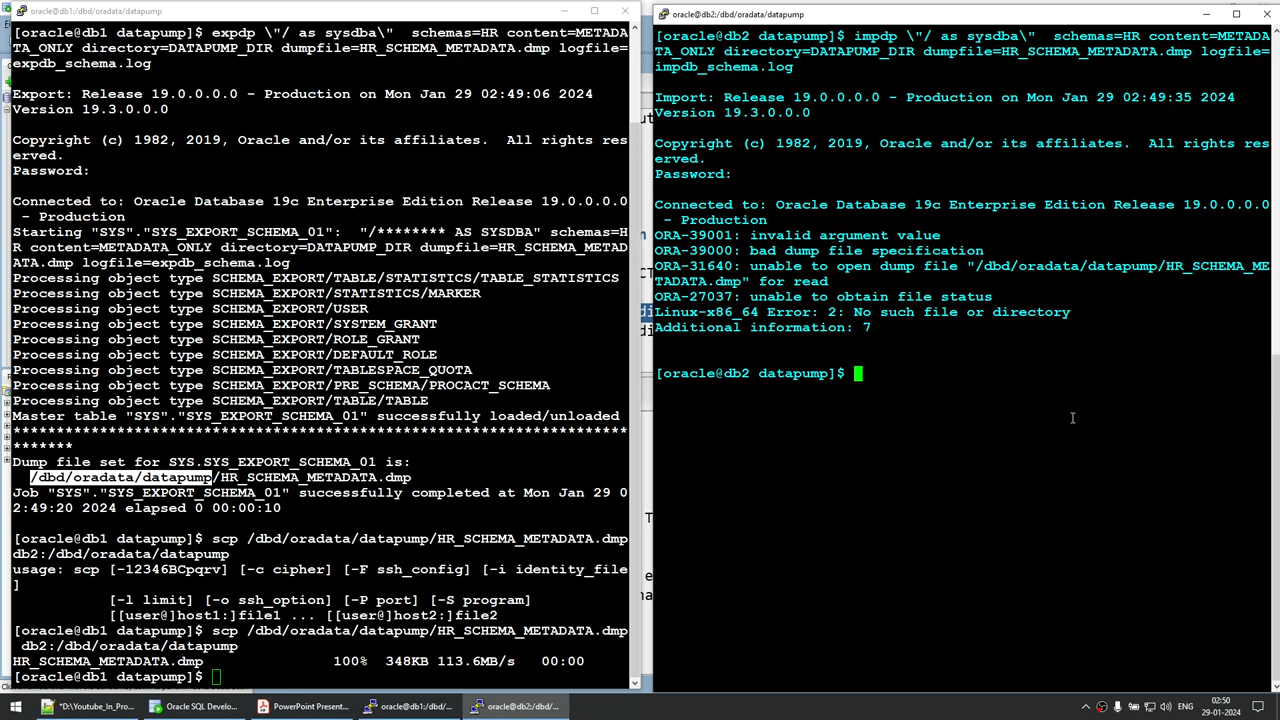 oracle@db1:/dbd/oradata/datapump
[oracle@db1 datapump]$ expdp \"/ as sysdba\"  schemas=HR content=METADA
TA_ONLY directory=DATAPUMP_DIR dumpfile=HR_SCHEMA_METADATA.dmp logfile=
expdb_schema.log
Export: Release 19.0.0.0.0 - Production on Mon Jan 29 02:49:06 2024
Version 19.3.0.0.0
Copyright (c) 1982, 2019, Oracle and/or its affiliates.  All rights res
erved.
Password:
Connected to: Oracle Database 19c Enterprise Edition Release 19.0.0.0.0
 - Production
Starting "SYS"."SYS_EXPORT_SCHEMA_01":  "/******** AS SYSDBA" schemas=H
R content=METADATA_ONLY directory=DATAPUMP_DIR dumpfile=HR_SCHEMA_METAD
ATA.dmp logfile=expdb_schema.log
Processing object type SCHEMA_EXPORT/TABLE/STATISTICS/TABLE_STATISTICS
Processing object type SCHEMA_EXPORT/STATISTICS/MARKER
Processing object type SCHEMA_EXPORT/USER
Processing object type SCHEMA_EXPORT/SYSTEM_GRANT
Processing object type SCHEMA_EXPORT/ROLE_GRANT
Processing object type SCHEMA_EXPORT/DEFAULT_ROLE
Processing object type SCHEMA_EXPORT/TABLESPACE_QUOTA
Processing object type SCHEMA_EXPORT/PRE_SCHEMA/PROCACT_SCHEMA
Processing object type SCHEMA_EXPORT/TABLE/TABLE
Master table "SYS"."SYS_EXPORT_SCHEMA_01" successfully loaded/unloaded
***********************************************************************
*******
Dump file set for SYS.SYS_EXPORT_SCHEMA_01 is:
  /dbd/oradata/datapump/HR_SCHEMA_METADATA.dmp
Job "SYS"."SYS_EXPORT_SCHEMA_01" successfully completed at Mon Jan 29 0
2:49:20 2024 elapsed 0 00:00:10
[oracle@db1 datapump]$ scp /dbd/oradata/datapump/HR_SCHEMA_METADATA.dmp
db2:/dbd/oradata/datapump
usage: scp [-12346BCpqrv] [-c cipher] [-F ssh_config] [-i identity_file
]
           [-l limit] [-o ssh_option] [-P port] [-S program]
           [[user@]host1:]file1 ... [[user@]host2:]file2
[oracle@db1 datapump]$ scp /dbd/oradata/datapump/HR_SCHEMA_METADATA.dmp
 db2:/dbd/oradata/datapump
HR_SCHEMA_METADATA.dmp                 100%  348KB 113.6MB/s   00:00
[oracle@db1 datapump]$
oracle@db2:/dbd/oradata/datapump
[oracle@db2 datapump]$ impdp \"/ as sysdba\"  schemas=HR content=METADA
TA_ONLY directory=DATAPUMP_DIR dumpfile=HR_SCHEMA_METADATA.dmp logfile=
impdb_schema.log
Import: Release 19.0.0.0.0 - Production on Mon Jan 29 02:49:35 2024
Version 19.3.0.0.0
Copyright (c) 1982, 2019, Oracle and/or its affiliates.  All rights res
erved.
Password:
Connected to: Oracle Database 19c Enterprise Edition Release 19.0.0.0.0
 - Production
ORA-39001: invalid argument value
ORA-39000: bad dump file specification
ORA-31640: unable to open dump file "/dbd/oradata/datapump/HR_SCHEMA_ME
TADATA.dmp" for read
ORA-27037: unable to obtain file status
Linux-x86_64 Error: 2: No such file or directory
Additional information: 7
[oracle@db2 datapump]$
"D:\Youtube_In_Pro...
Oracle SQL Develo...
PowerPoint Present...
oracle@db1:/dbd/...
oracle@db2:/dbd/...
ENG
02:50
29-01-2024